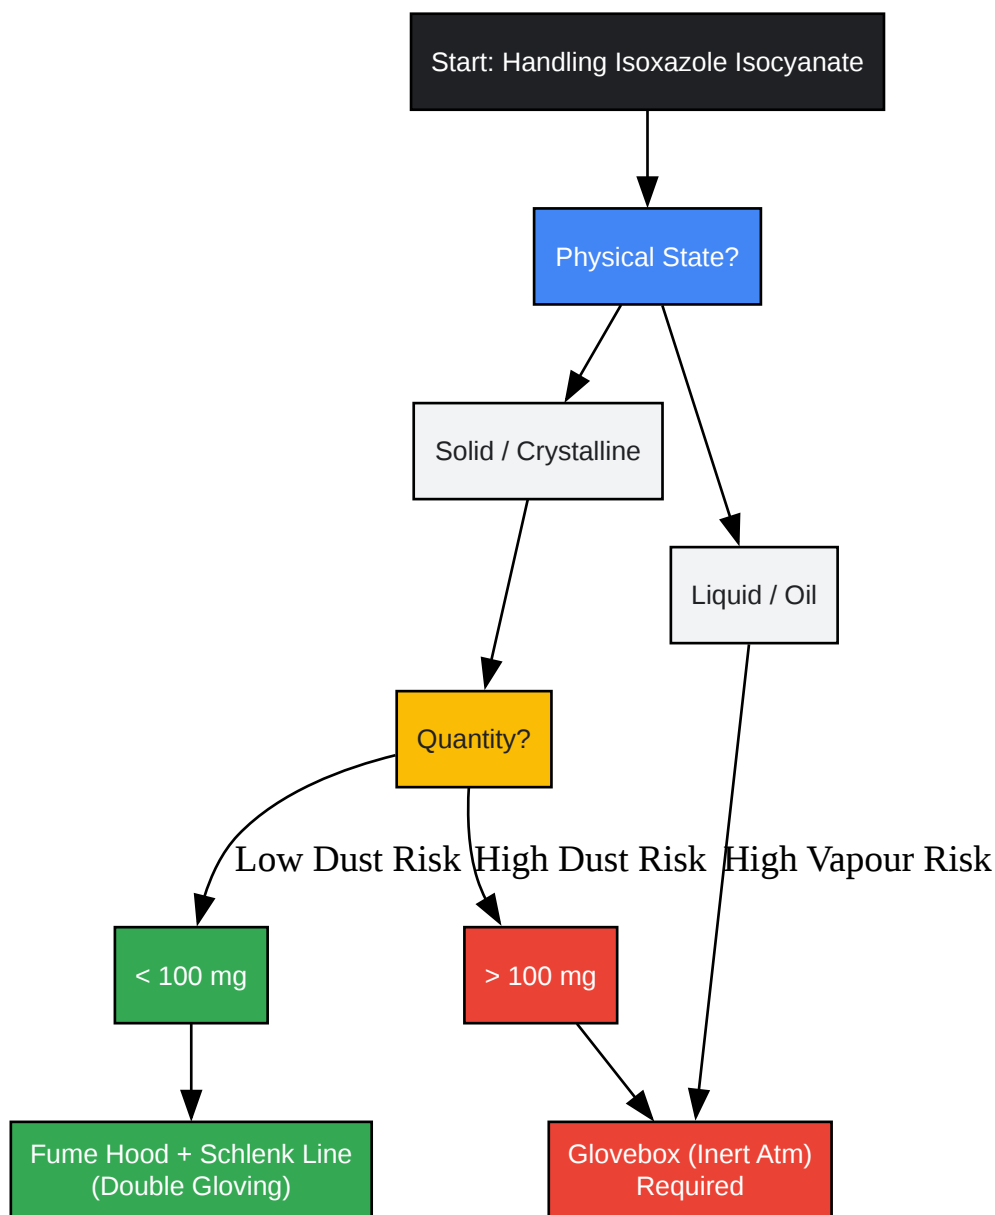 Start: Handling Isoxazole Isocyanate
Physical State?
Solid / Crystalline
Liquid / Oil
Quantity?
Low Dust Risk
High Dust Risk
High Vapour Risk
< 100 mg
> 100 mg
Fume Hood + Schlenk Line
(Double Gloving)
Glovebox (Inert Atm)
Required